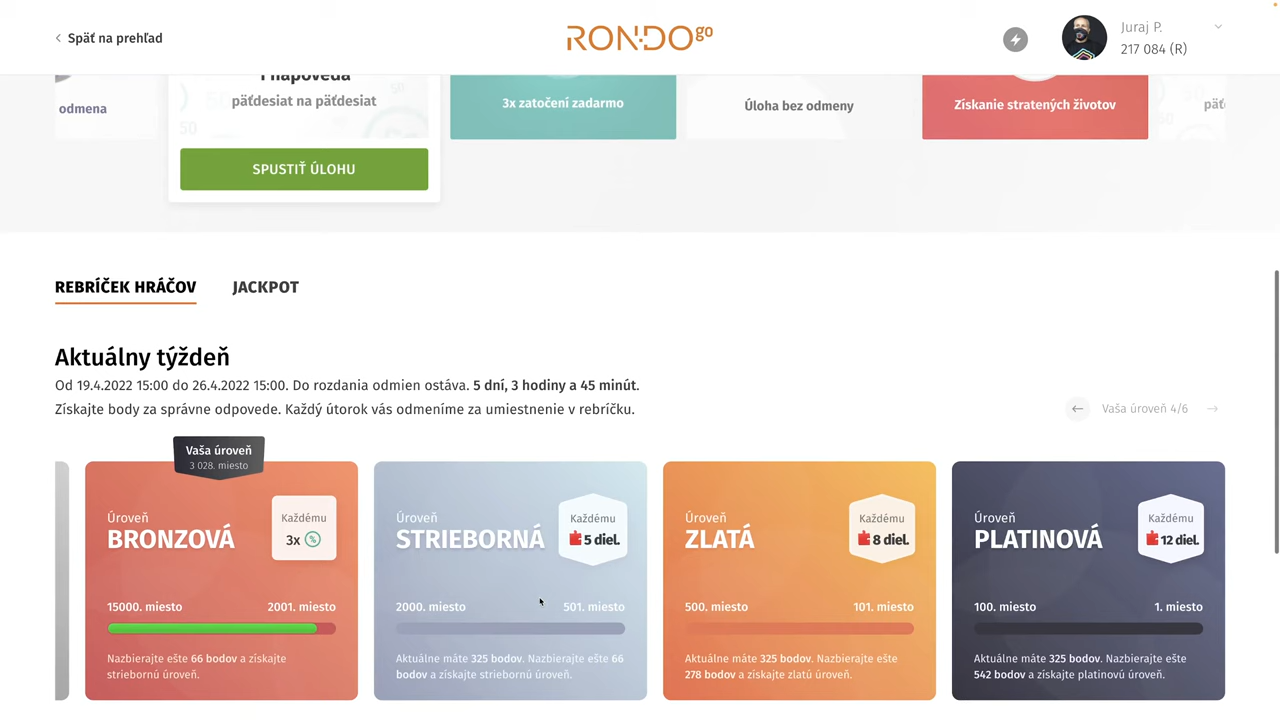 Späť na prehľad
RONDO go
Juraj P.
217 084 (R)
odmena
1 nápoveda
päťdesiat na päťdesiat
50
3x zatočení zadarmo
Úloha bez odmeny
Získanie stratených životov
SPUSTIŤ ÚLOHU
REBRÍČEK HRÁČOV
JACKPOT
Aktuálny týždeň
Od 19.4.2022 15:00 do 26.4.2022 15:00. Do rozdania odmien ostáva. 5 dní, 3 hodiny a 45 minút.
Získajte body za správne odpovede. Každý útorok vás odmeníme za umiestnenie v rebríčku.
Vaša úroveň 4/6
Vaša úroveň
3 028. miesto
Úroveň
BRONZOVÁ
Každému
3x %
15000. miesto
2001. miesto
Nazbierajte ešte 66 bodov a získajte
striebornú úroveň.
Úroveň
STRIEBORNÁ
Každému
5 diel.
2000. miesto
501. miesto
Aktuálne máte 325 bodov. Nazbierajte ešte 66
bodov a získajte striebornú úroveň.
Úroveň
ZLATÁ
Každému
8 diel.
500. miesto
101. miesto
Aktuálne máte 325 bodov. Nazbierajte ešte
278 bodov a získajte zlatú úroveň.
Úroveň
PLATINOVÁ
Každému
12 diel.
100. miesto
1. miesto
Aktuálne máte 325 bodov. Nazbierajte ešte
542 bodov a získajte platinovú úroveň.